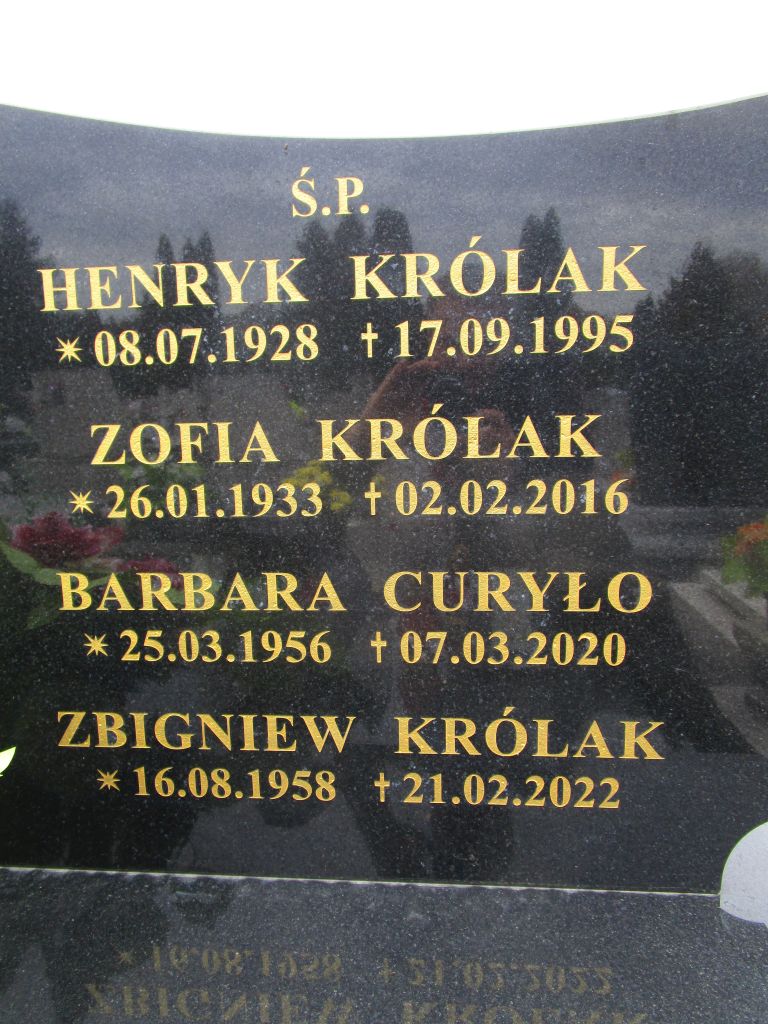 Ś.P.
HENRYK KRÓLAK
✴ 08.07.1928 † 17.09.1995
ZOFIA KRÓLAK
✴ 26.01.1933 † 02.02.2016
BARBARA CURYŁO
✴ 25.03.1956 † 07.03.2020
ZBIGNIEW KRÓLAK
✴ 16.08.1958 † 21.02.2022